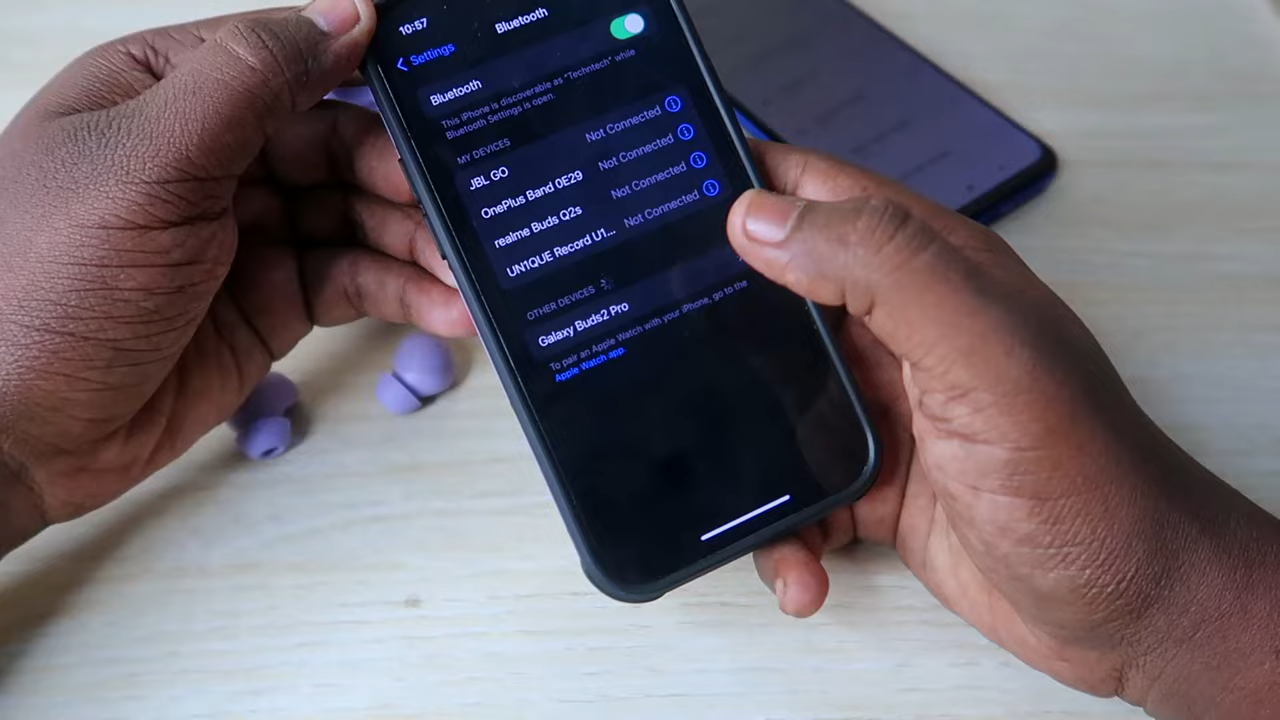 10:57
Bluetooth
Settings
Bluetooth
This iPhone is discoverable as "Techntech" while
Bluetooth Settings is open.
MY DEVICES
JBL GO Not Connected
OnePlus Band 0E29 Not Connected
realme Buds Q2s Not Connected
UN1QUE Record U1... Not Connected
OTHER DEVICES
Galaxy Buds2 Pro
To pair an Apple Watch with your iPhone, go to the
Apple Watch app.